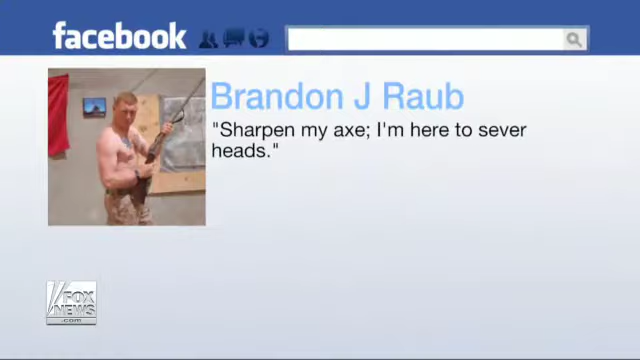 facebook
Brandon J Raub
"Sharpen my axe; I'm here to sever
heads."
FOX
NEWS
.com